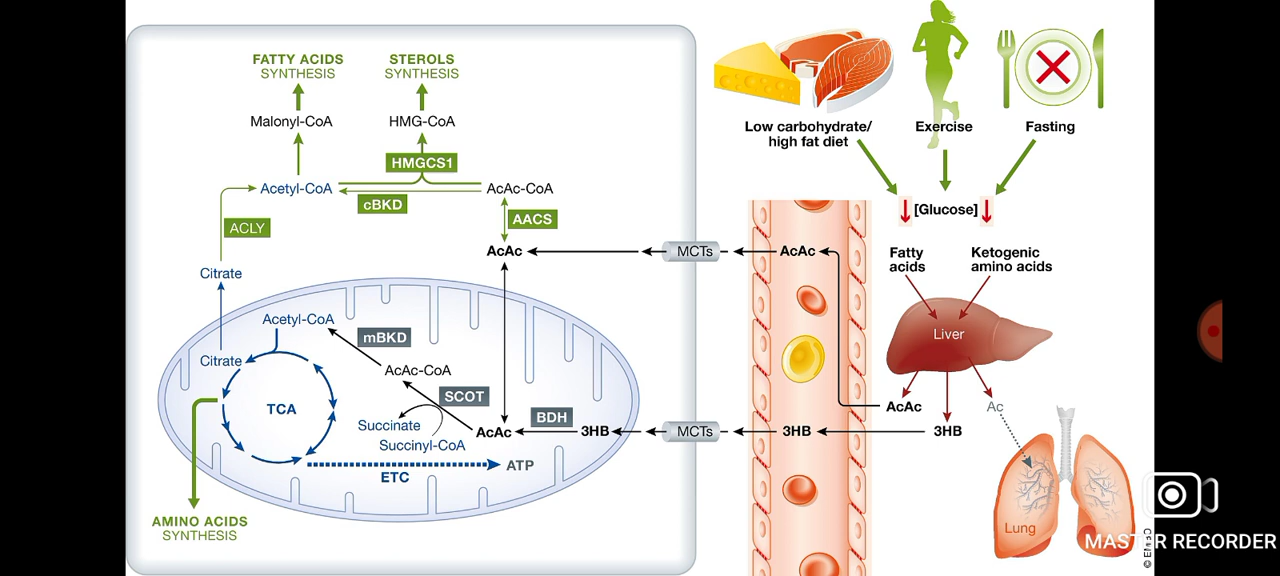 FATTY ACIDS
SYNTHESIS
STEROLS
SYNTHESIS
Malonyl-CoA
HMG-CoA
HMGCS1
Acetyl-CoA
AcAc-CoA
cBKD
AACS
ACLY
AcAc
MCTs
AcAc
Citrate
Acetyl-CoA
mBKD
Citrate
AcAc-CoA
SCOT
TCA
Succinate
Succinyl-CoA
AcAc
BDH
3HB
MCTs
3HB
ETC
ATP
AMINO ACIDS
SYNTHESIS
Low carbohydrate/
high fat diet
Exercise
Fasting
[Glucose]
Fatty
acids
Ketogenic
amino acids
Liver
AcAc
3HB
Ac
Lung
MASTER RECORDER